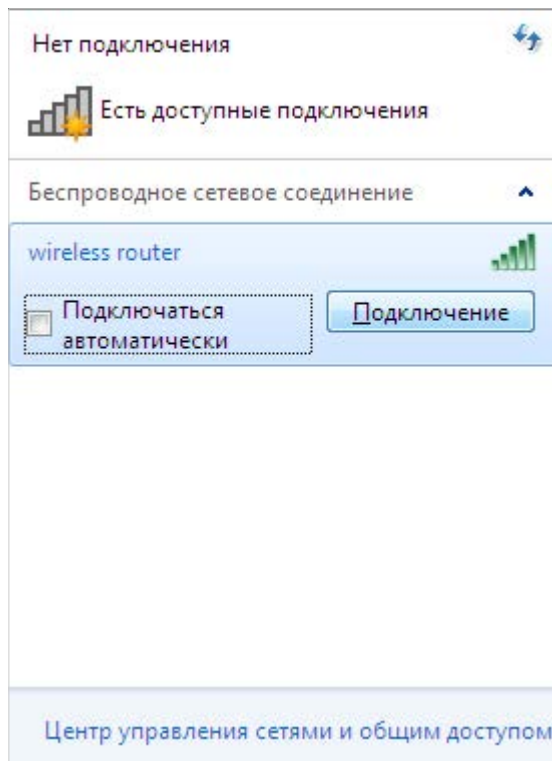 Нет подключения
Есть доступные подключения
Беспроводное сетевое соединение
wireless router
Подключаться
автоматически
Подключение
Центр управления сетями и общим доступом